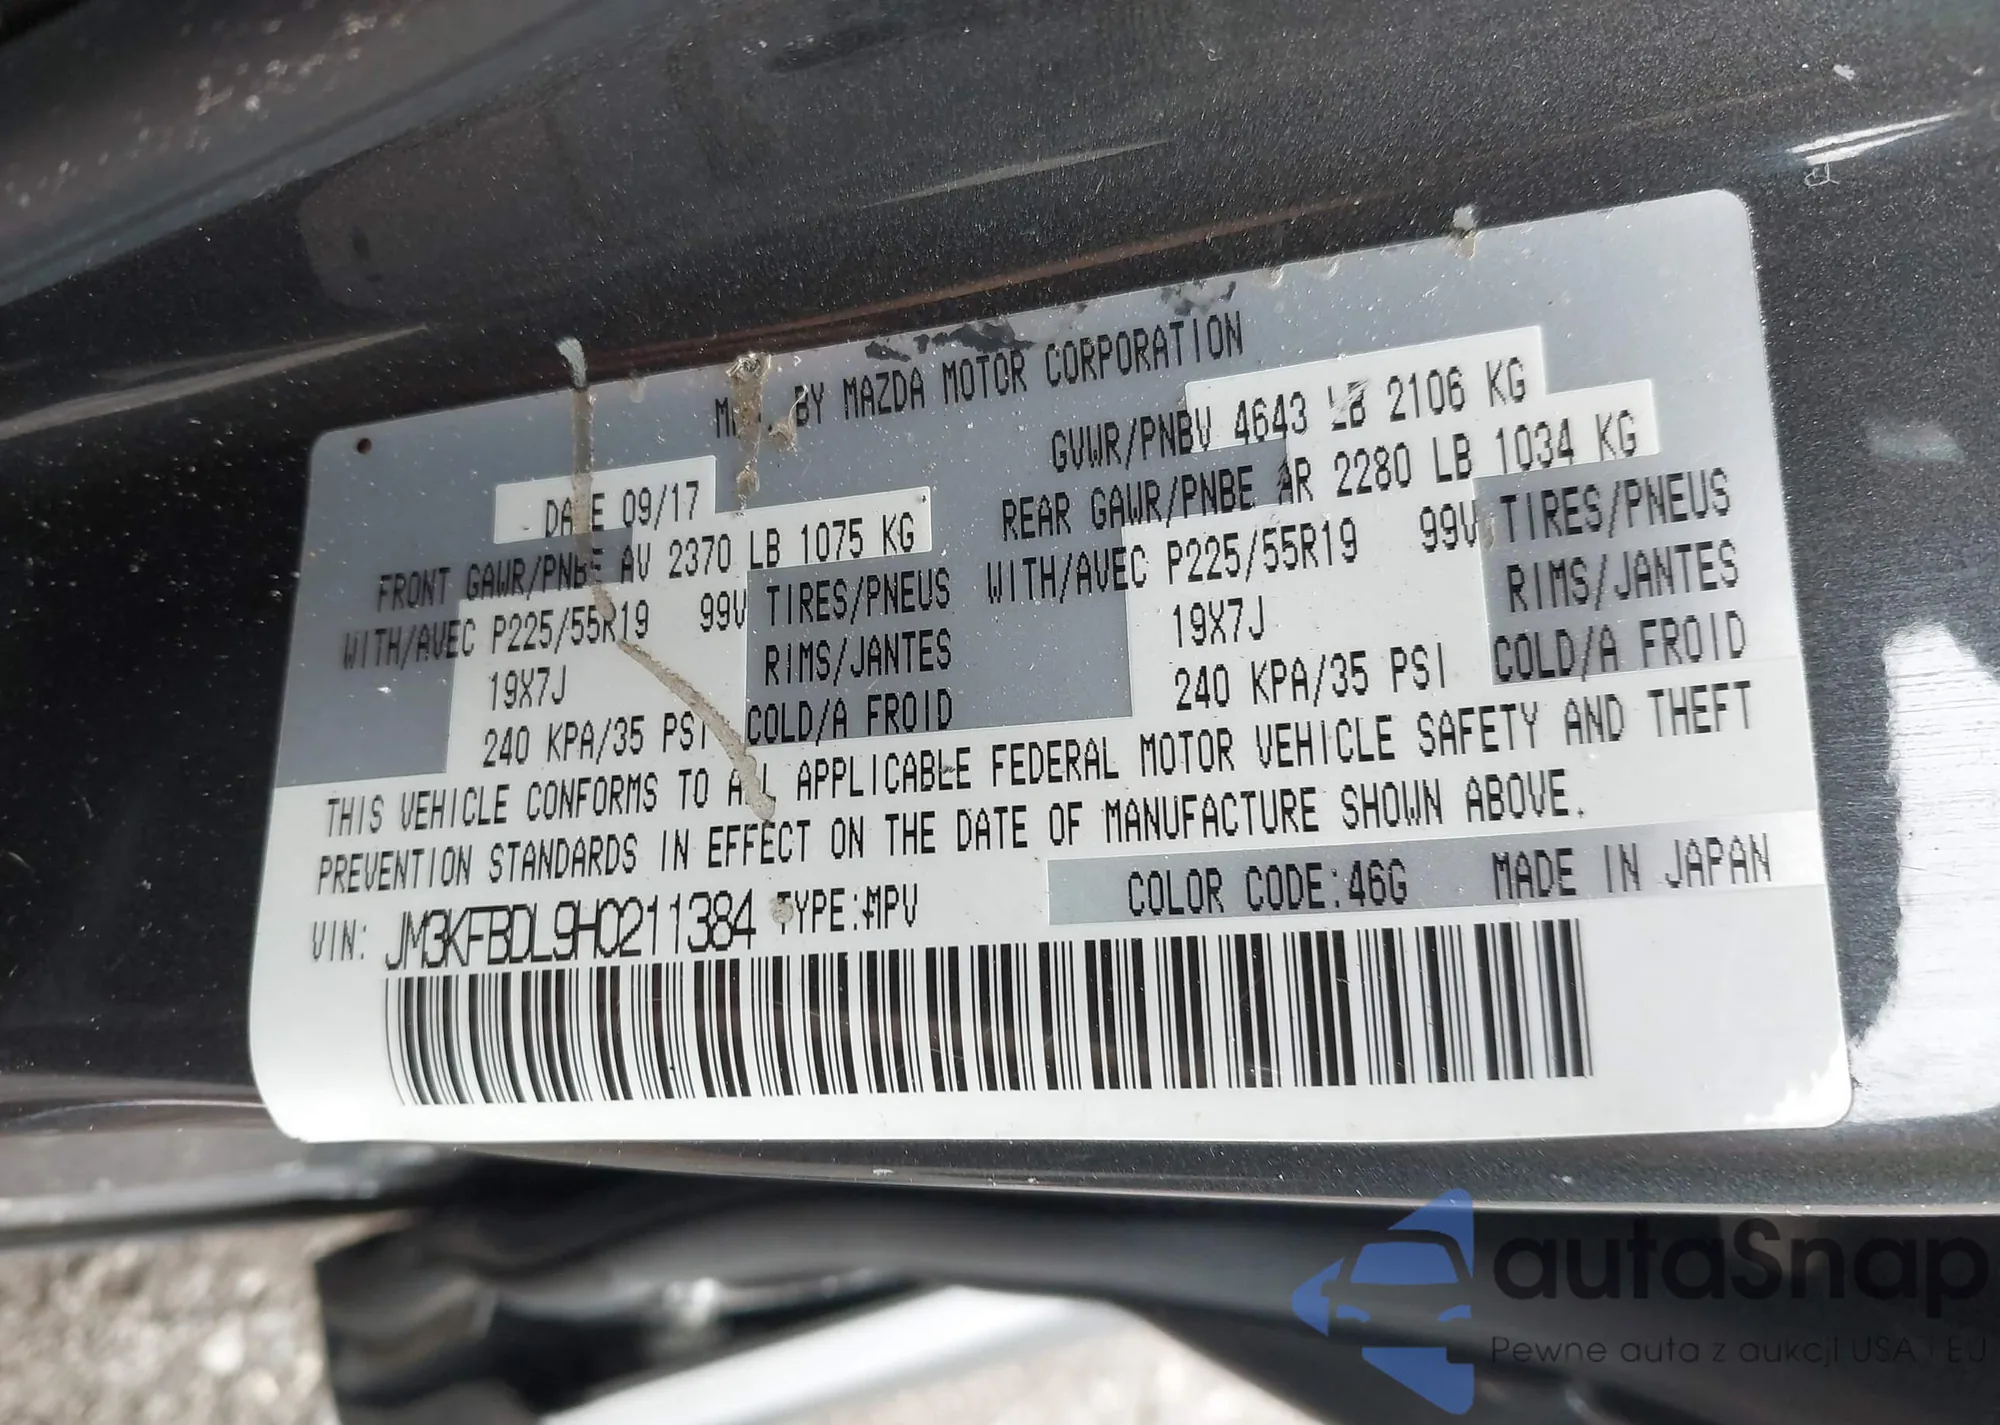 MFD. BY MAZDA MOTOR CORPORATION
DATE 09/17
GVWR/PNBV 4643 LB 2106 KG
FRONT GAWR/PNBE AV 2370 LB 1075 KG
REAR GAWR/PNBE AR 2280 LB 1034 KG
WITH/AVEC P225/55R19 99V TIRES/PNEUS
WITH/AVEC P225/55R19 99V TIRES/PNEUS
19X7J RIMS/JANTES
19X7J RIMS/JANTES
240 KPA/35 PSI COLD/A FROID
240 KPA/35 PSI COLD/A FROID
THIS VEHICLE CONFORMS TO ALL APPLICABLE FEDERAL MOTOR VEHICLE SAFETY AND THEFT
PREVENTION STANDARDS IN EFFECT ON THE DATE OF MANUFACTURE SHOWN ABOVE.
VIN: JM3KFBDL9H0211384 TYPE:MPV COLOR CODE:46G MADE IN JAPAN
autaSnap
Pewne auta z aukcji USA i EU